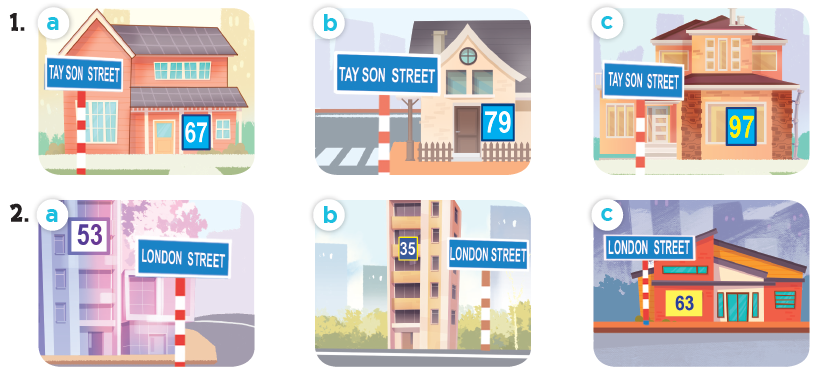 1. a b c
TAY SON STREET
67
TAY SON STREET
79
TAY SON STREET
97
2. a b c
53
LONDON STREET
35
LONDON STREET
LONDON STREET
63